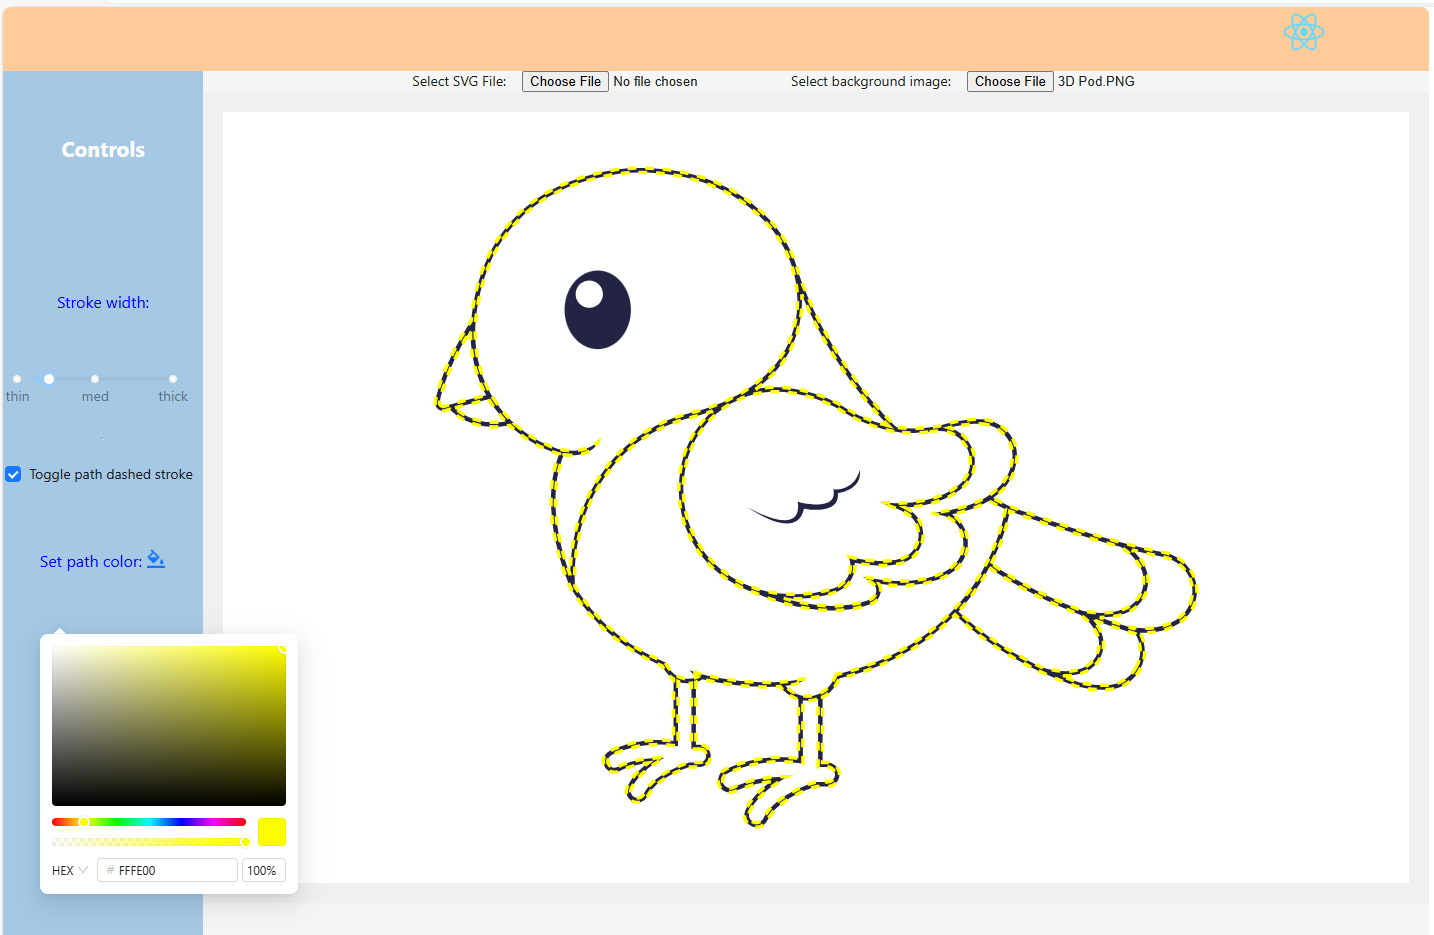 Select SVG File: Choose File No file chosen Select background image: Choose File 3D Pod.PNG
Controls
Stroke width:
thin med thick
Toggle path dashed stroke
Set path color:
HEX # FFFE00 100%